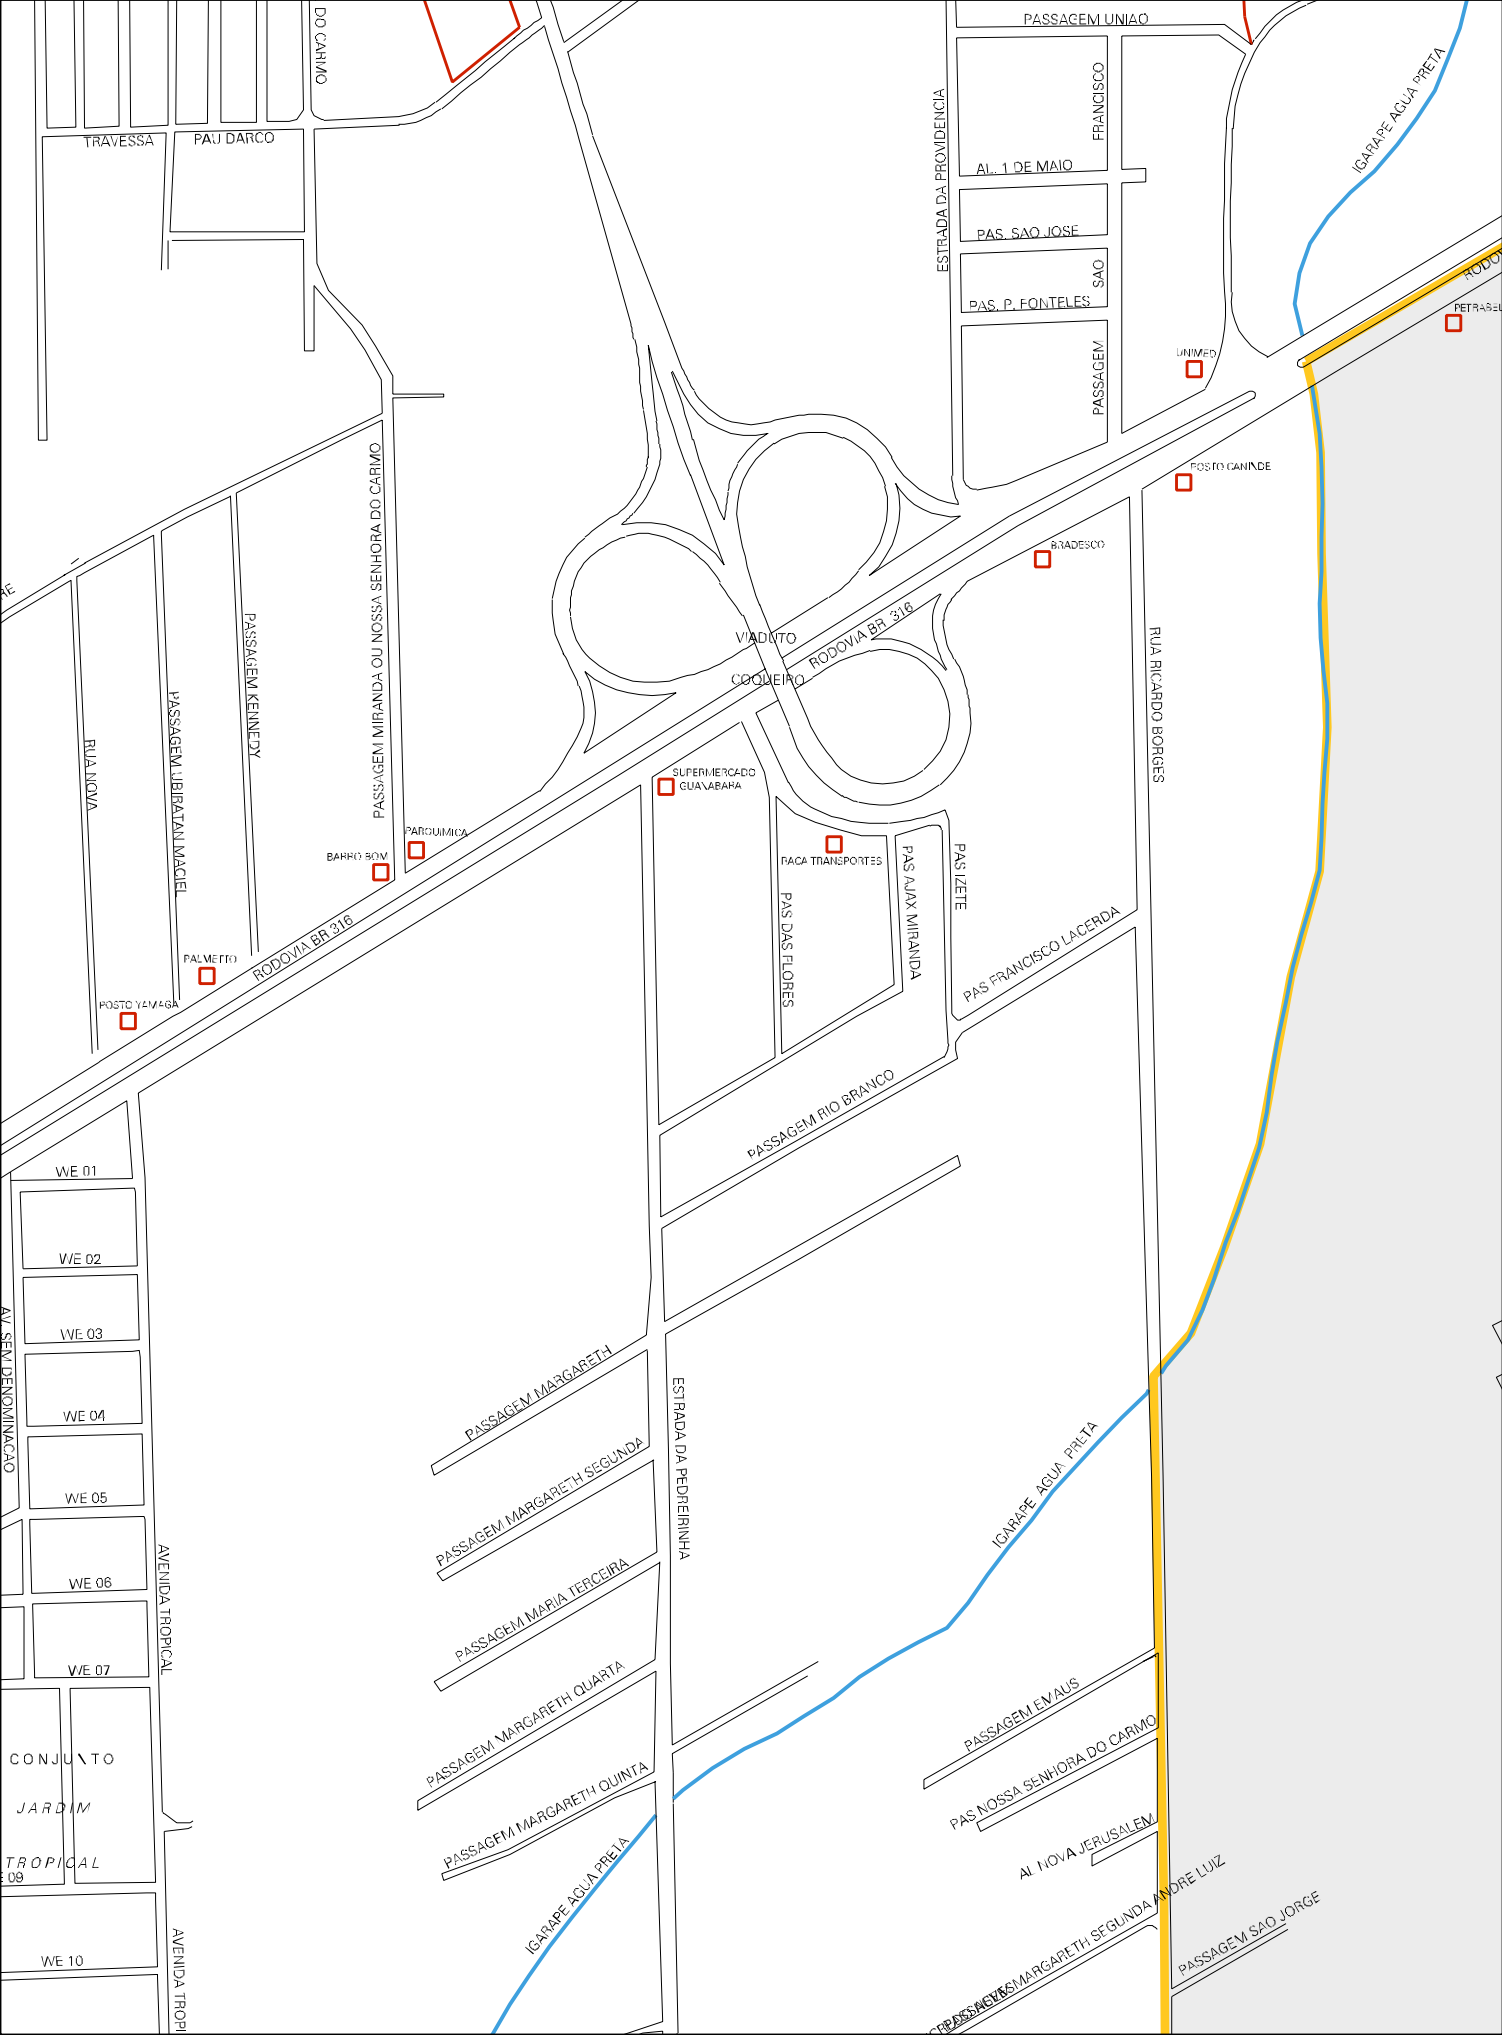 DO CARMO
PASSAGEM UNIAO
IGARAPE AGUA PRETA
FRANCISCO
TRAVESSA
PAU DARCO
AL. 1 DE MAIO
ESTRADA DA PROVIDENCIA
PAS. SAO JOSE
SAO
PAS. P. FONTELES
PASSAGEM
UNIMED
POSTO CANINDE
BRADESCO
PASSAGEM MIRANDA OU NOSSA SENHORA DO CARMO
PASSAGEM KENNEDY
PASSAGEM UBIRATAN MACIEL
RUA NOVA
VIADUTO
COQUEIRO
RODOVIA BR 316
RUA RICARDO BORGES
SUPERMERCADO
GUANABARA
PARQUIMICA
BARRO BOM
RACA TRANSPORTES
PAS AJAX MIRANDA
PAS IZETE
PAS DAS FLORES
PAS FRANCISCO LACERDA
RODOVIA BR 316
PALMETTO
POSTO YAMAGA
PASSAGEM RIO BRANCO
WE 01
WE 02
WE 03
WE 04
WE 05
WE 06
WE 07
AV. SEM DENOMINACAO
AVENIDA TROPICAL
PASSAGEM MARGARETH
PASSAGEM MARGARETH SEGUNDA
PASSAGEM MARIA TERCEIRA
PASSAGEM MARGARETH QUARTA
PASSAGEM MARGARETH QUINTA
ESTRADA DA PEDREIRINHA
IGARAPE AGUA PRETA
IGARAPE AGUA PRETA
CONJUNTO
JARDIM
TROPICAL
09
WE 10
AVENIDA TROPI
PASSAGEM EMAUS
PAS NOSSA SENHORA DO CARMO
AL NOVA JERUSALEM
PASSAGEM MARGARETH SEGUNDA ANDRE LUIZ
PASSAGEM SAO JORGE